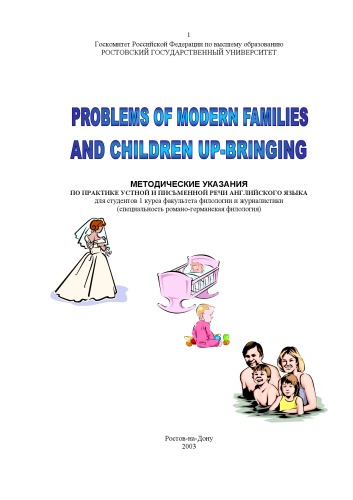 1
Госкомитет Российской Федерации по высшему образованию
РОСТОВСКИЙ ГОСУДАРСТВЕННЫЙ УНИВЕРСИТЕТ
PROBLEMS OF MODERN FAMILIES
AND CHILDREN UP-BRINGING
МЕТОДИЧЕСКИЕ УКАЗАНИЯ
ПО ПРАКТИКЕ УСТНОЙ И ПИСЬМЕННОЙ РЕЧИ АНГЛИЙСКОГО ЯЗЫКА
для студентов 1 курса факультета филологии и журналистики
(специальность романо-германская филология)
Ростов-на-Дону
2003